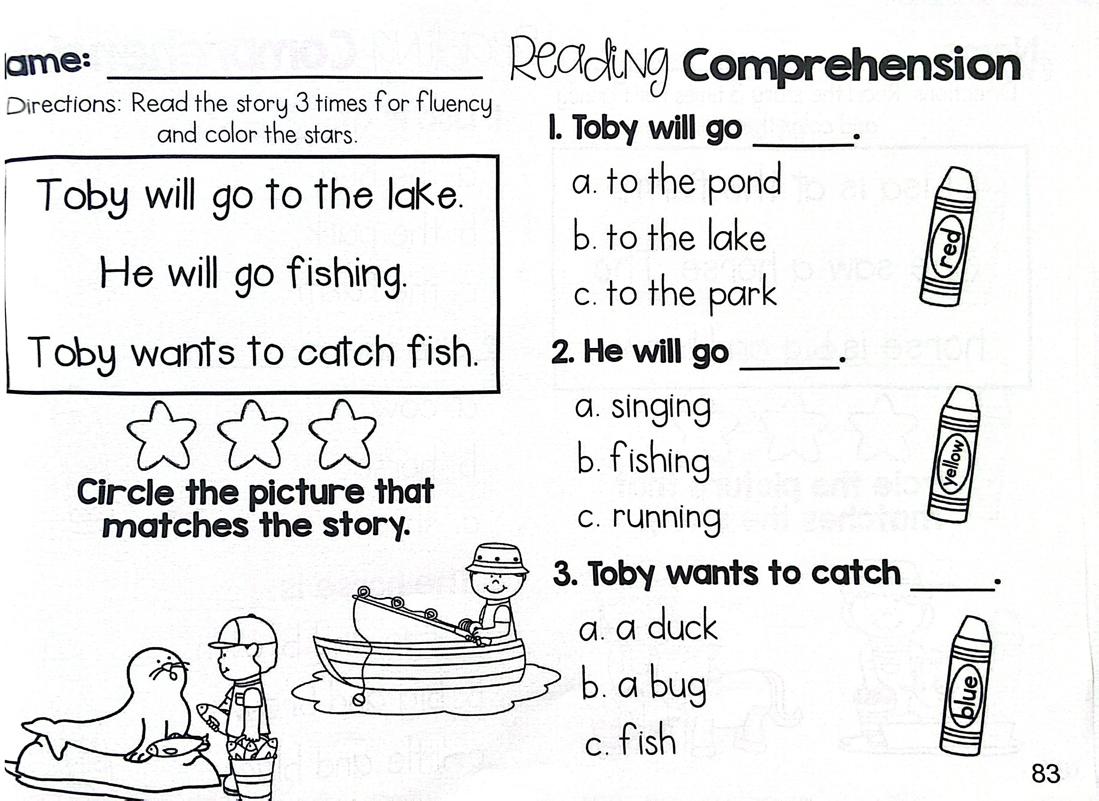 ame:
Directions: Read the story 3 times for fluency
and color the stars.
Toby will go to the lake.
He will go fishing.
Toby wants to catch fish.
Circle the picture that
matches the story.
Reading Comprehension
1. Toby will go ______.
a. to the pond
b. to the lake
c. to the park
red
2. He will go ______.
a. singing
b. fishing
c. running
yellow
3. Toby wants to catch _____.
a. a duck
b. a bug
c. fish
blue
83